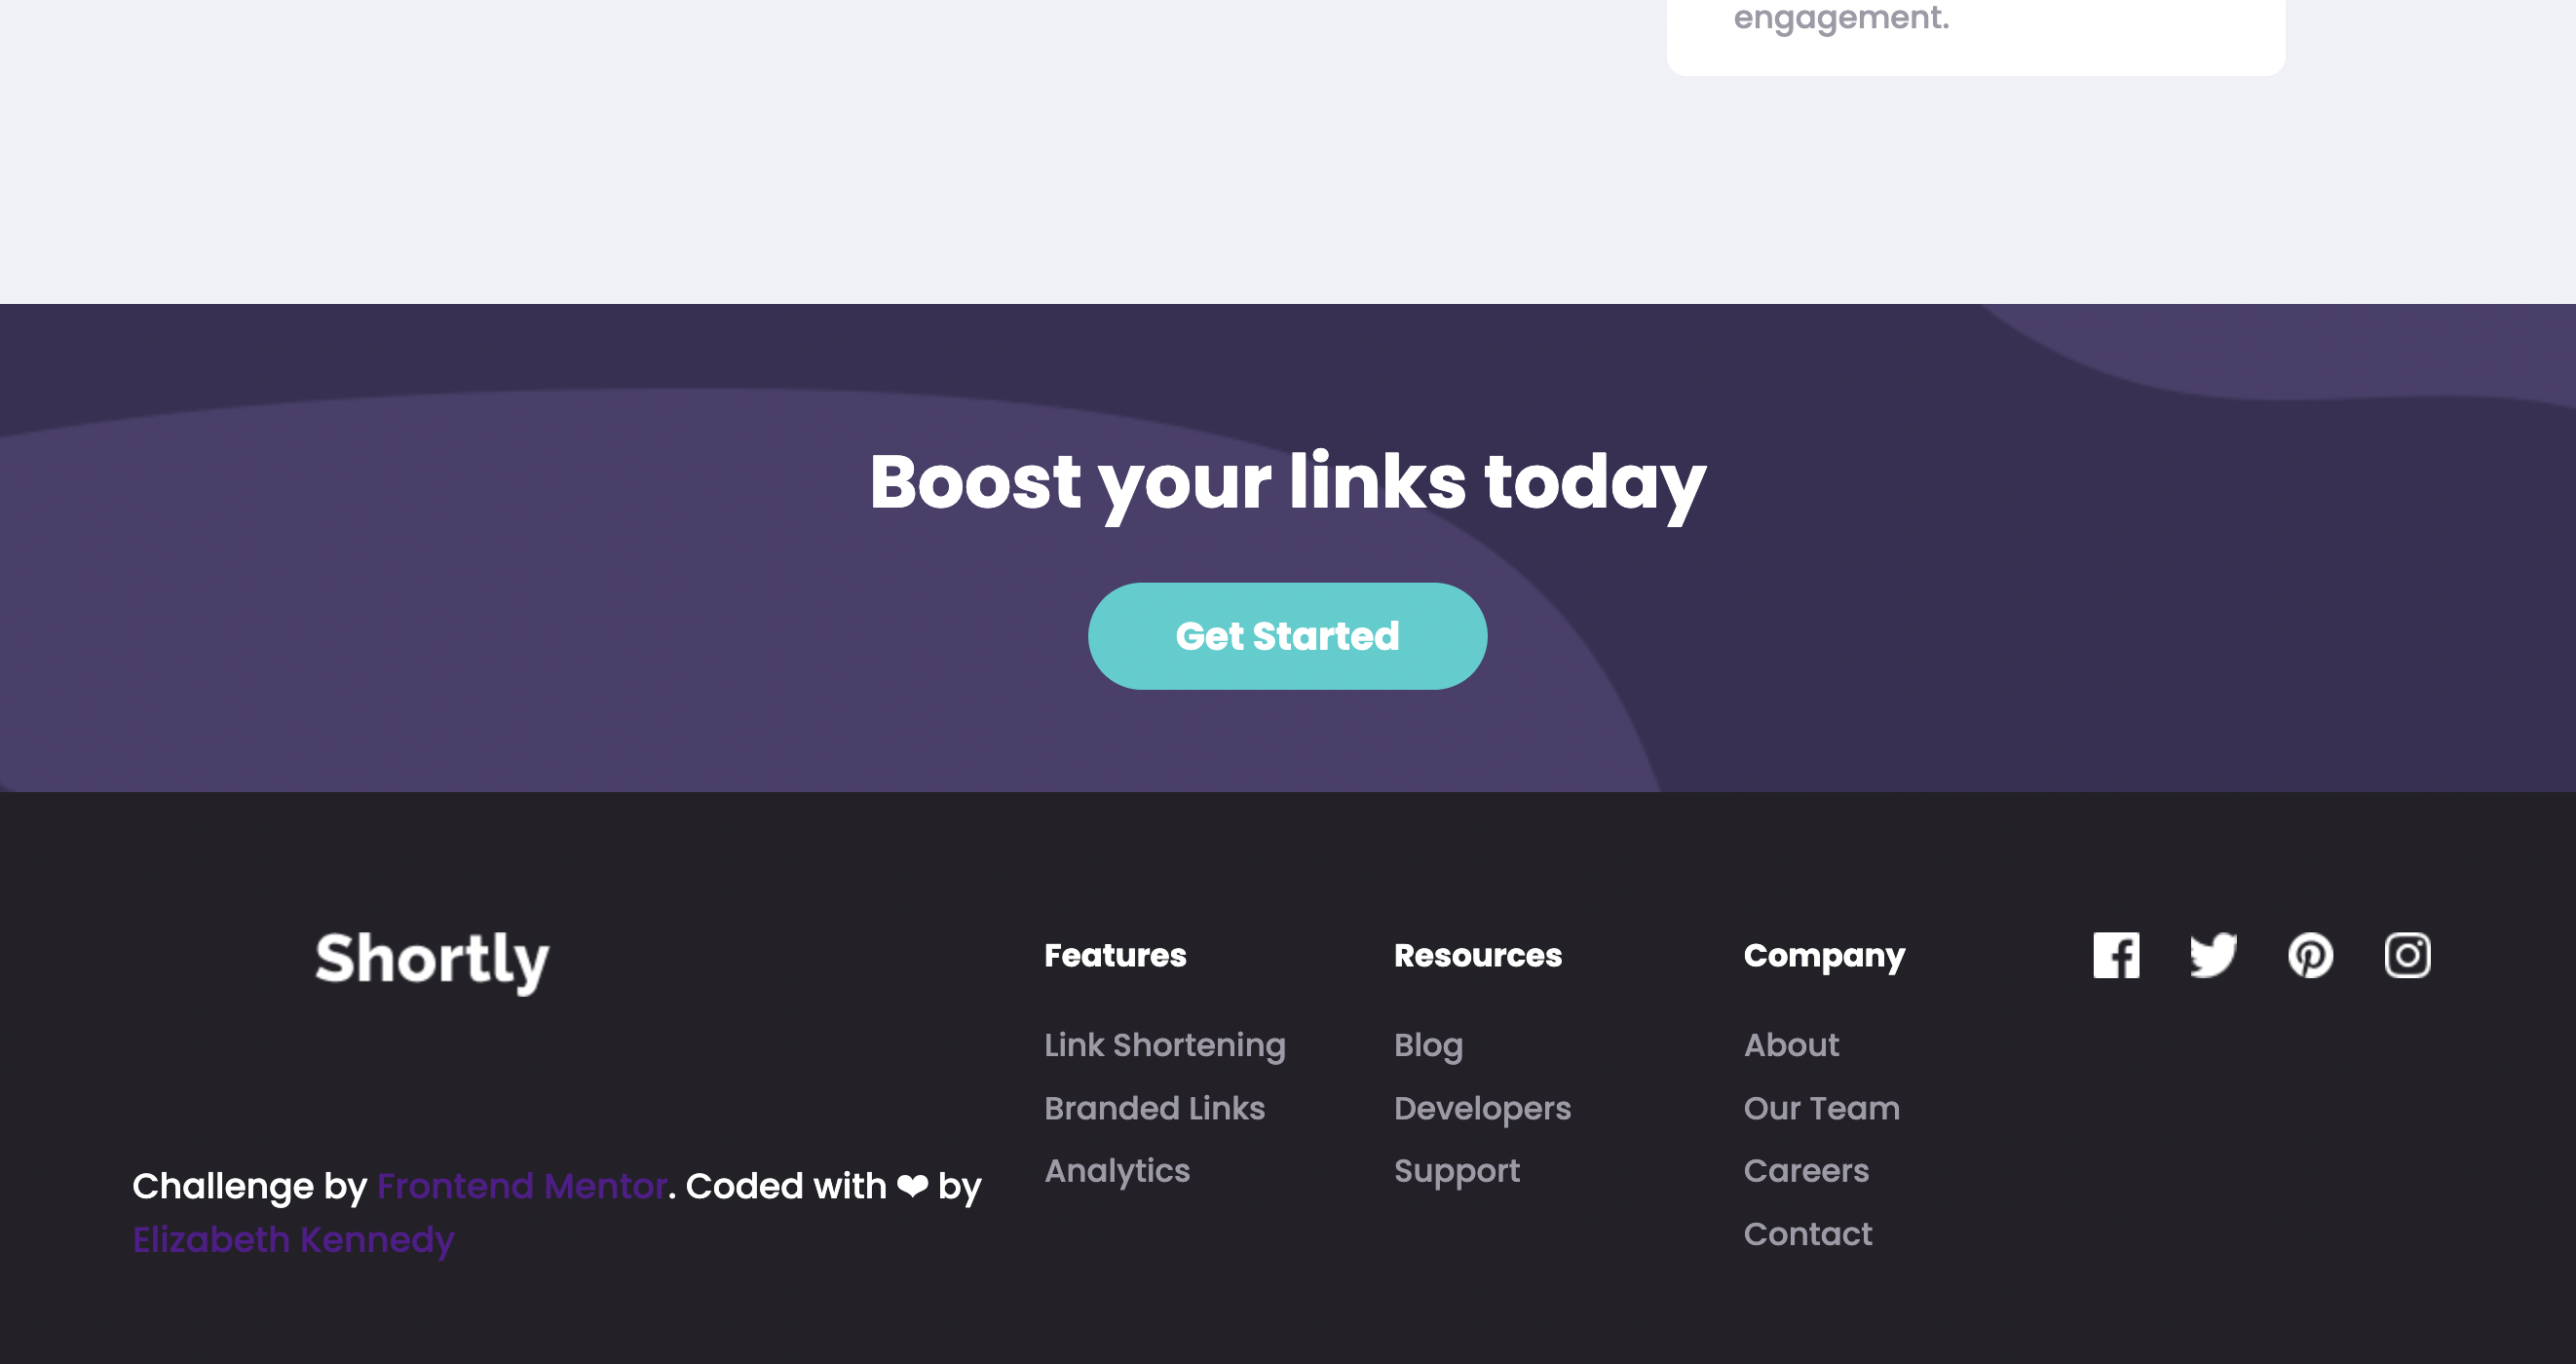 engagement.
Boost your links today
Get Started
Shortly
Features
Link Shortening
Branded Links
Analytics
Resources
Blog
Developers
Support
Company
About
Our Team
Careers
Contact
Challenge by Frontend Mentor. Coded with ❤ by
Elizabeth Kennedy